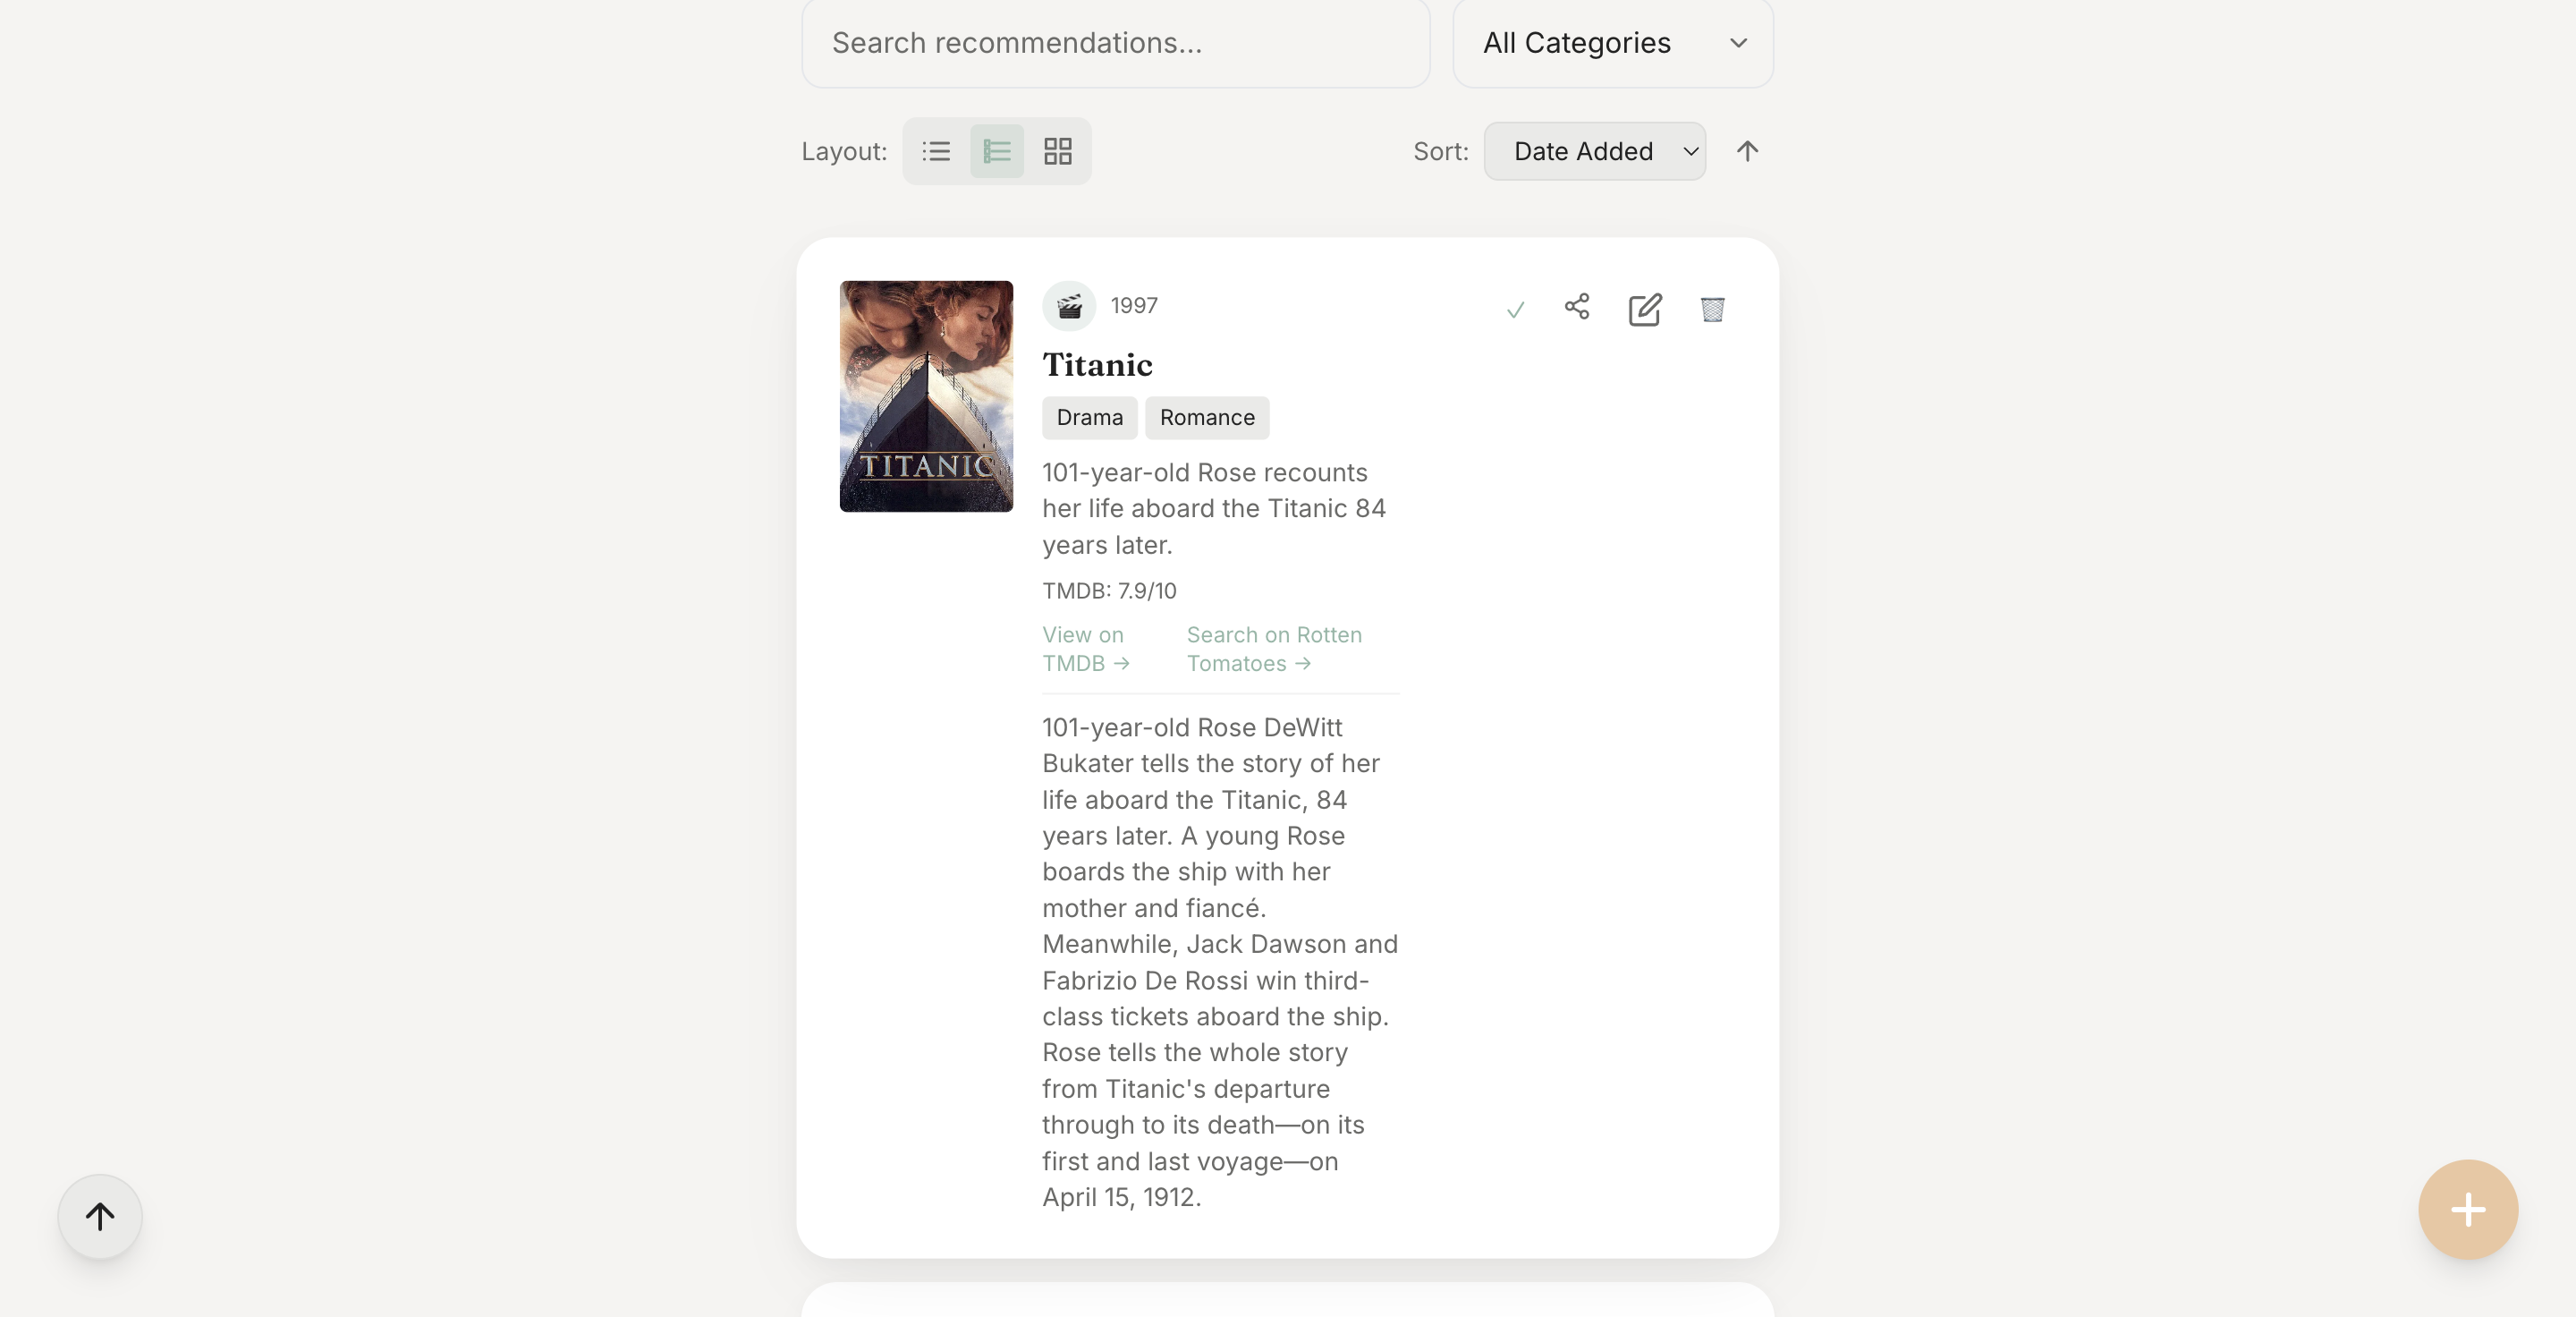 Search recommendations...
All Categories
Layout:
Sort:
Date Added
1997
Titanic
TITANIC
Drama
Romance
101-year-old Rose recounts
her life aboard the Titanic 84
years later.
TMDB: 7.9/10
View on
TMDB →
Search on Rotten
Tomatoes →
101-year-old Rose DeWitt
Bukater tells the story of her
life aboard the Titanic, 84
years later. A young Rose
boards the ship with her
mother and fiancé.
Meanwhile, Jack Dawson and
Fabrizio De Rossi win third-
class tickets aboard the ship.
Rose tells the whole story
from Titanic's departure
through to its death—on its
first and last voyage—on
April 15, 1912.